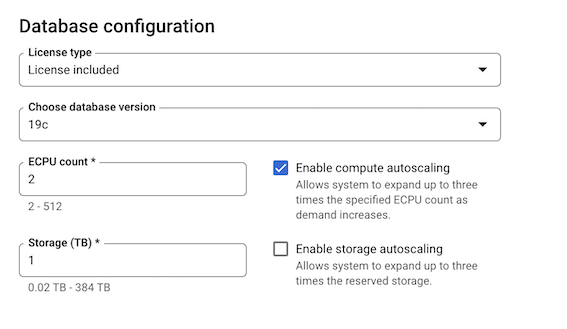 Database configuration
License type
License included
Choose database version
19c
ECPU count *
2
2 - 512
Enable compute autoscaling
Allows system to expand up to three
times the specified ECPU count as
demand increases.
Storage (TB) *
1
0.02 TB - 384 TB
Enable storage autoscaling
Allows system to expand up to three
times the reserved storage.